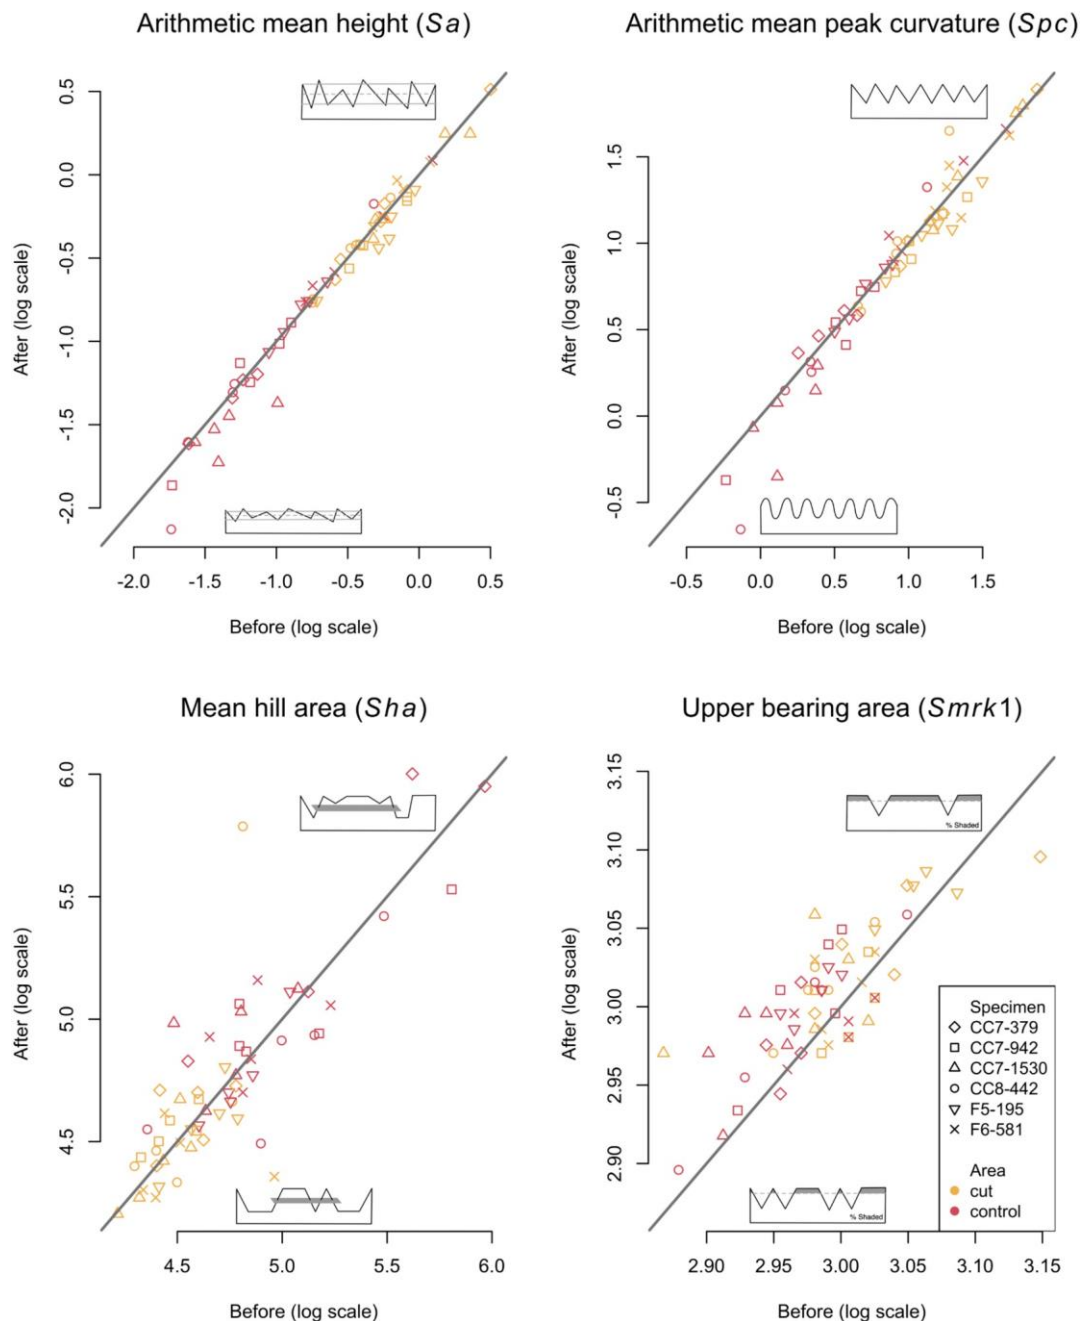 Arithmetic mean height (Sa)
After (log scale)
0.5
0.0
-0.5
-1.0
-1.5
-2.0
-2.0 -1.5 -1.0 -0.5 0.0 0.5
Before (log scale)
Arithmetic mean peak curvature (Spc)
After (log scale)
1.5
1.0
0.5
0.0
-0.5
-0.5 0.0 0.5 1.0 1.5
Before (log scale)
Mean hill area (Sha)
After (log scale)
6.0
5.5
5.0
4.5
4.5 5.0 5.5 6.0
Before (log scale)
Upper bearing area (Smrk1)
After (log scale)
3.15
3.10
3.05
3.00
2.95
2.90
% Shaded
% Shaded
Specimen
CC7-379
CC7-942
CC7-1530
CC8-442
F5-195
F6-581
Area
cut
control
2.90 2.95 3.00 3.05 3.10 3.15
Before (log scale)